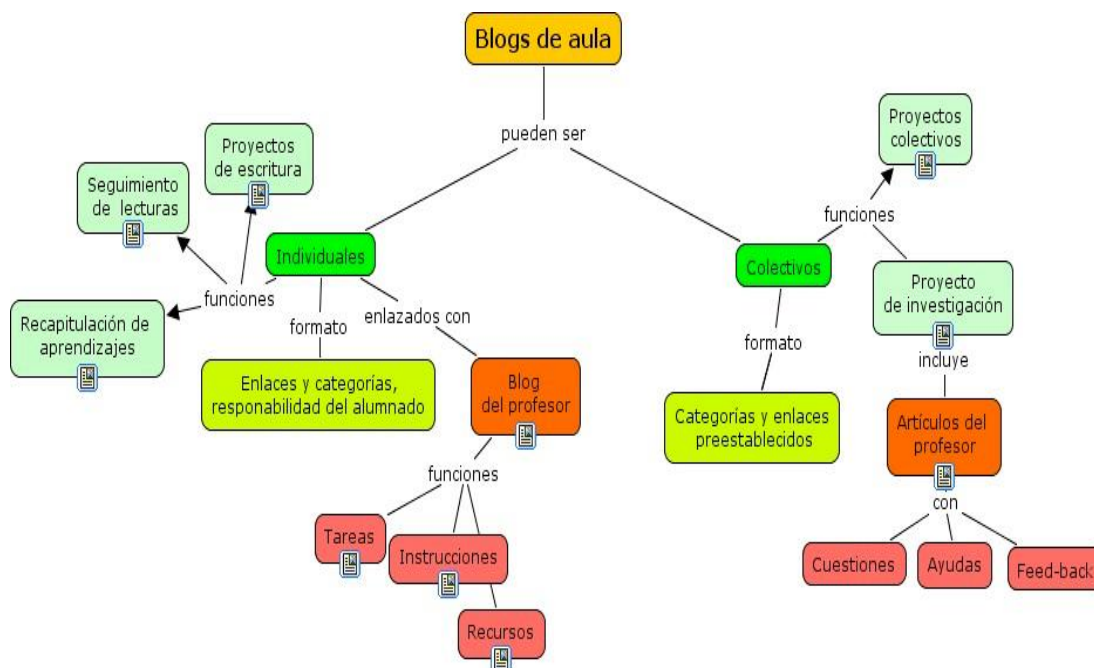 Blogs de aula
pueden ser
Proyectos
colectivos
Proyectos
de escritura
Seguimiento
de lecturas
funciones
Individuales
Colectivos
Proyecto
de investigación
funciones
Recapitulación de
aprendizajes
formato
enlazados con
formato
incluye
Enlaces y categorías,
responsabilidad del alumnado
Blog
del profesor
Categorías y enlaces
preestablecidos
Artículos del
profesor
funciones
con
Tareas
Instrucciones
Recursos
Cuestiones
Ayudas
Feed-back